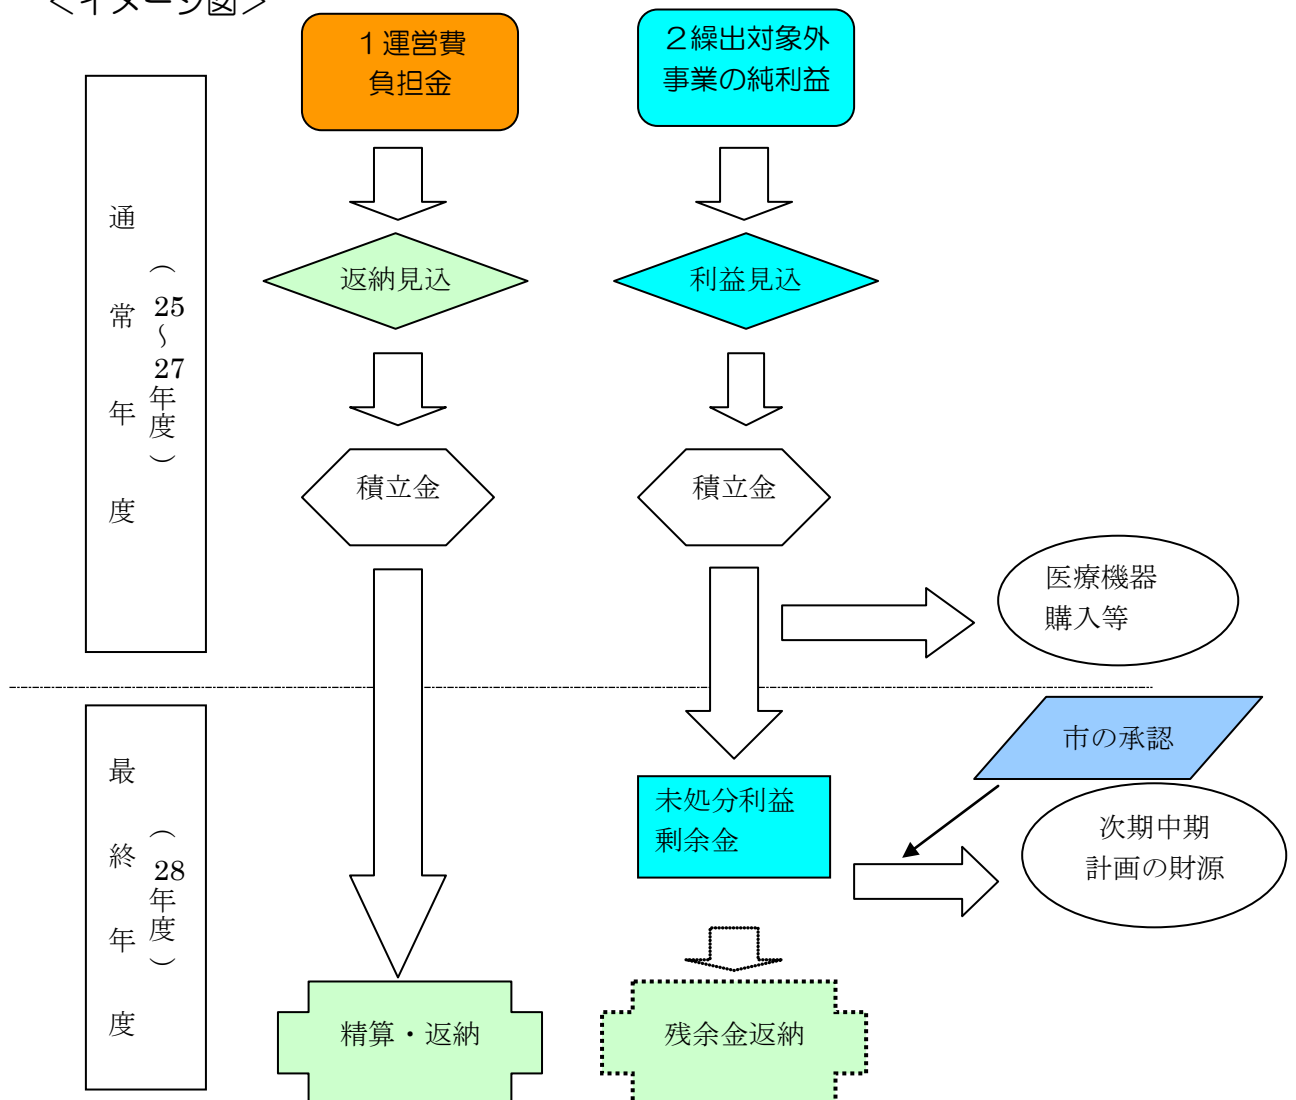 ＜イメージ図＞
１運営費
負担金
２繰出対象外
事業の純利益
通常年度
（25～27年度）
返納見込
利益見込
積立金
積立金
医療機器
購入等
最終年度
（28年度）
市の承認
未処分利益
剰余金
次期中期
計画の財源
精算・返納
残余金返納